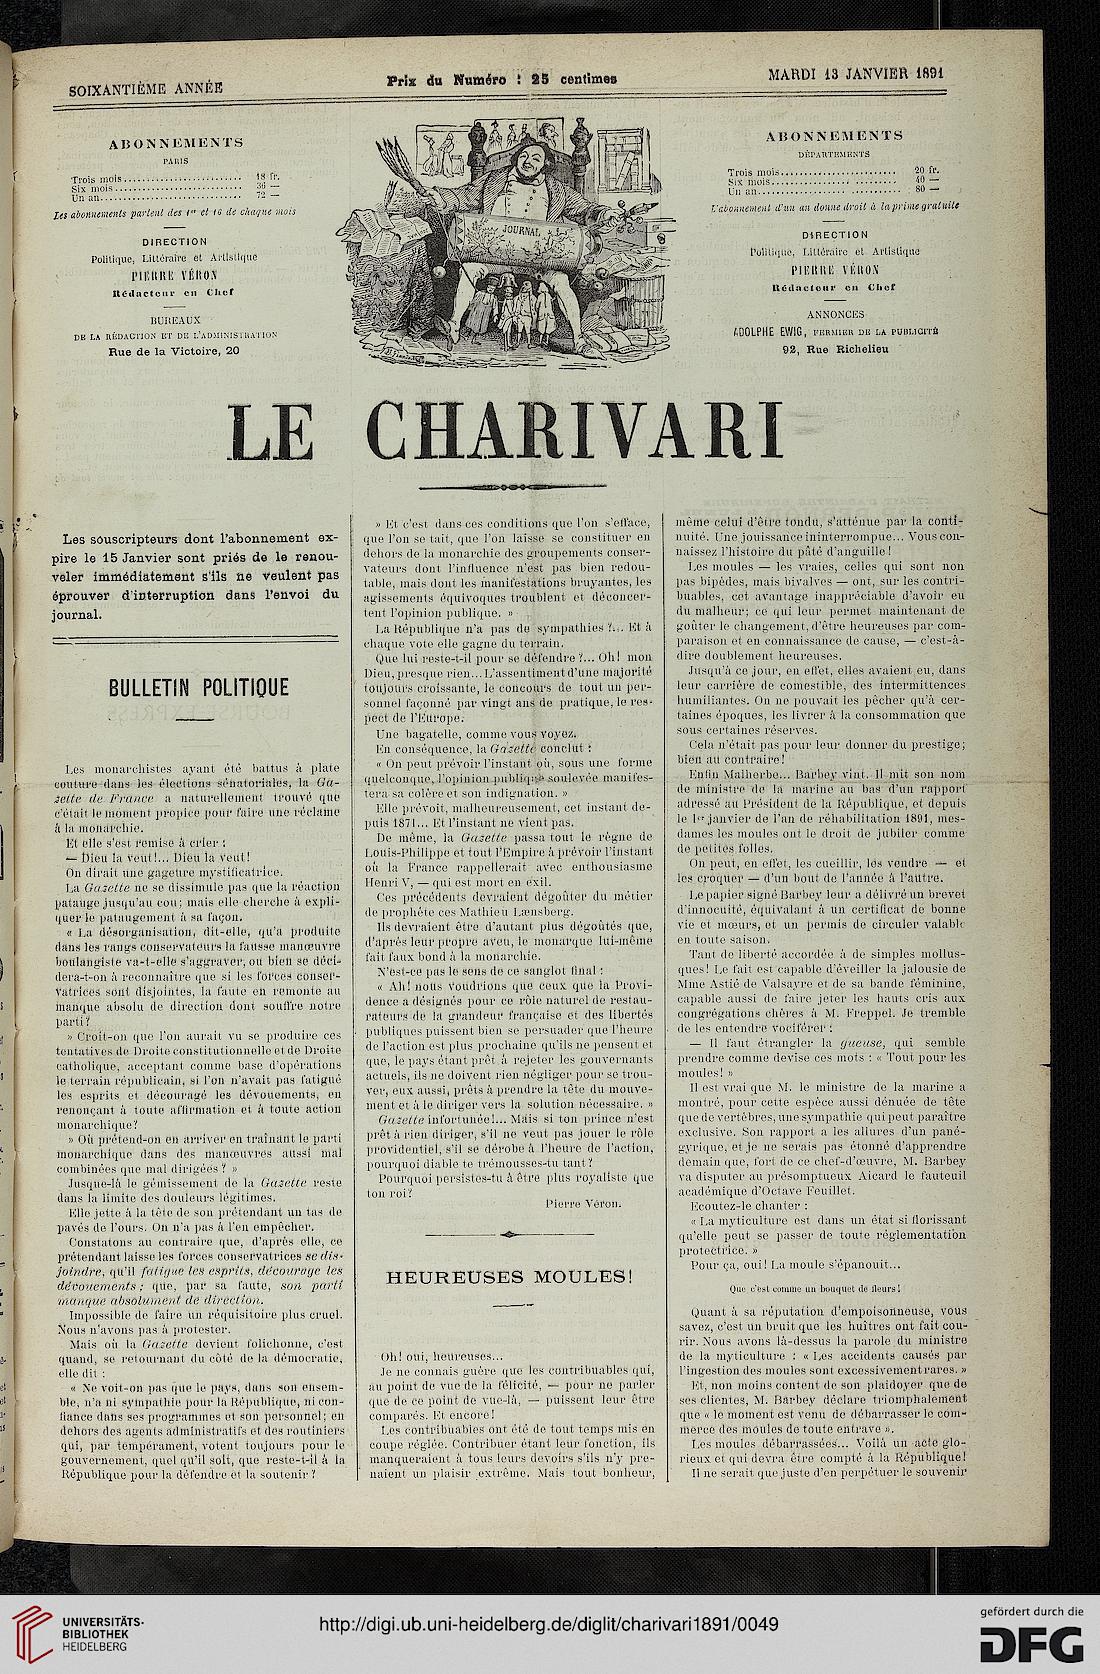 SOIXANTIÈME ANNÉE
Prix du Numéro : 25 centimes
MARDI 13 JANVIER 1891
ABONNEMENTS
PARIS
Trois mois ........................ 18 fr.
Six mois ........................ 36 —
Un an ........................ 72 —
Les abonnements partent des 1er et 16 de chaque mois
DIRECTION
Politique, Littéraire et Artistique
PIERRE VÉRON
Rédacteur en Chef
BUREAUX
DE LA RÉDACTION ET DE L'ADMINISTRATION
Rue de la Victoire, 20
JOURNAL
ABONNEMENTS
DÉPARTEMENTS
Trois mois ........................ 20 fr.
Six mois ........................ 40 —
Un an ........................ 80 —
L'abonnement d'un an donne droit à la prime gratuite
DIRECTION
Politique, Littéraire et Artistique
PIERRE VÉRON
Rédacteur en Chef
ANNONCES
ADOLPHE EWIG, FERMIER DE LA PUBLICITÉ
92, Rue Richelieu
LE CHARIVARI
Les souscripteurs dont l'abonnement ex-
pire le 15 Janvier sont priés de le renou-
veler immédiatement s'ils ne veulent pas
éprouver d'interruption dans l'envoi du
journal.
BULLETIN POLITIQUE
Les monarchistes ayant été battus à plate
couture dans les élections sénatoriales, la Ga-
zette de France a naturellement trouvé que
c'était le moment propice pour faire une réclame
à la monarchie.
Et elle s'est remise à crier :
— Dieu la veut!... Dieu la veut!
On dirait une gageure mystificatrice.
La Gazette ne se dissimule pas que la réaction
patauge jusqu'au cou; mais elle cherche à expli-
quer le pataugement à sa façon.
« La désorganisation, dit-elle, qu'a produite
dans les rangs conservateurs la fausse manœuvre
boulangiste va-t-elle s'aggraver, ou bien se déci-
dera-t-on à reconnaître que si les forces conser-
vatrices sont disjointes, la faute en remonte au
manque absolu de direction dont souffre notre
parti?
» Croit-on que l'on aurait vu se produire ces
tentatives de Droite constitutionnelle et de Droite
catholique, acceptant comme base d'opérations
le terrain républicain, si l'on n'avait pas fatigué
les esprits et découragé les dévouements, en
renonçant à toute affirmation et à toute action
monarchique?
» Où prétend-on en arriver en traînant le parti
monarchique dans des manœuvres aussi mal
combinées que mal dirigées ? »
Jusque-là le gémissement de la Gazette reste
dans la limite des douleurs légitimes.
Elle jette à la tête de son prétendant un tas de
pavés de l'ours. On n'a pas à l'en empêcher.
Constatons au contraire que, d'après elle, ce
prétendant laisse les forces conservatrices se dis-
joindre, qu'il fatigue les esprits, décourage les
dévouements; que, par sa faute, son parti
manque absolument de direction.
Impossible de faire un réquisitoire plus cruel.
Nous n'avons pas à protester.
Mais où la Gazette devient folichonne, c'est
quand, se retournant du côté de la démocratie,
elle dit :
« Ne voit-on pas que le pays, dans son ensem-
ble, n'a ni sympathie pour la République, ni con-
fiance dans ses programmes et son personnel; en
dehors des agents administratifs et des routiniers
qui, par tempérament, votent toujours pour le
gouvernement, quel qu'il soit, que reste-t-il à la
République pour la défendre et la soutenir ?
» Et c'est dans ces conditions que l'on s'efface,
que l'on se tait, que l'on laisse se constituer en
dehors de la monarchie des groupements conser-
vateurs dont l'influence n'est pas bien redou-
table, mais dont les manifestations bruyantes, les
agissements équivoques troublent et déconcer-
tent l'opinion publique. »
La République n'a pas de sympathies ?... Et à
chaque vote elle gagne du terrain.
Que lui reste-t-il pour se défendre ?... Oh! mon
Dieu, presque rien... L'assentiment d'une majorité
toujours croissante, le concours de tout un per-
sonnel façonné par vingt ans de pratique, le res-
pect de l'Europe.
Une bagatelle, comme vous voyez.
En conséquence, la Gazette conclut :
« On peut prévoir l'instant où, sous une forme
quelconque, l'opinion publique soulevée manifes-
tera sa colère et son indignation. »
Elle prévoit, malheureusement, cet instant de-
puis 1871... Et l'instant ne vient pas.
De même, la Gazette passa tout le règne de
Louis-Philippe et tout l'Empire à prévoir l'instant
où la France rappellerait avec enthousiasme
Henri V, — qui est mort en exil.
Ces précédents devraient dégoûter du métier
de prophète ces Mathieu Lænsberg.
Ils devraient être d'autant plus dégoûtés que,
d'après leur propre aveu, le monarque lui-même
fait faux bond à la monarchie.
N'est-ce pas le sens de ce sanglot final :
« Ah! nous voudrions que ceux que la Provi-
dence a désignés pour ce rôle naturel de restau-
rateurs de la grandeur française et des libertés
publiques puissent bien se persuader que l'heure
de l'action est plus prochaine qu'ils ne pensent et
que, le pays étant prêt à rejeter les gouvernants
actuels, ils ne doivent rien négliger pour se trou-
ver, eux aussi, prêts à prendre la tête du mouve-
ment et à le diriger vers la solution nécessaire. »
Gazette infortunée!... Mais si ton prince n'est
prêt à rien diriger, s'il ne veut pas jouer le rôle
providentiel, s'il se dérobe à l'heure de l'action,
pourquoi diable te trémousses-tu tant ?
Pourquoi persistes-tu à être plus royaliste que
ton roi?
Pierre Véron.
HEUREUSES MOULES!
Oh! oui, heureuses...
Je ne connais guère que les contribuables qui,
au point de vue de la félicité, — pour ne parler
que de ce point de vue-là, — puissent leur être
comparés. Et encore!
Les contribuables ont été de tout temps mis en
coupe réglée. Contribuer étant leur fonction, ils
manqueraient à tous leurs devoirs s'ils n'y pre-
naient un plaisir extrême. Mais tout bonheur,
même celui d'être tondu, s'atténue par la conti-
nuité. Une jouissance ininterrompue... Vous con-
naissez l'histoire du pâté d'anguille!
Les moules — les vraies, celles qui sont non
pas bipèdes, mais bivalves — ont, sur les contri-
buables, cet avantage inappréciable d'avoir eu
du malheur; ce qui leur permet maintenant de
goûter le changement, d'être heureuses par com-
paraison et en connaissance de cause, — c'est-à-
dire doublement heureuses.
Jusqu'à ce jour, en effet, elles avaient eu, dans
leur carrière de comestible, des intermittences
humiliantes. On ne pouvait les pêcher qu'à cer-
taines époques, les livrer à la consommation que
sous certaines réserves.
Cela n'était pas pour leur donner du prestige;
bien au contraire!
Enfin Malherbe... Barbey vint. Il mit son nom
de ministre de la marine au bas d'un rapport
adressé au Président de la République, et depuis
le 1er janvier de l'an de réhabilitation 1891, mes-
dames les moules ont le droit de jubiler comme
de petites folles.
On peut, en effet, les cueillir, les vendre — et
les croquer — d'un bout de l'année à l'autre.
Le papier signé Barbey leur a délivré un brevet
d'innocuité, équivalant à un certificat de bonne
vie et mœurs, et un permis de circuler valable
en toute saison.
Tant de liberté accordée à de simples mollus-
ques! Le fait est capable d'éveiller la jalousie de
Mme Astié de Valsayre et de sa bande féminine,
capable aussi de faire jeter les hauts cris aux
congrégations chères à M. Freppel. Je tremble
de les entendre vociférer :
— Il faut étrangler la gueuse, qui semble
prendre comme devise ces mots : « Tout pour les
moules! »
Il est vrai que M. le ministre de la marine a
montré, pour cette espèce aussi dénuée de tête
que de vertèbres, une sympathie qui peut paraître
exclusive. Son rapport a les allures d'un pané-
gyrique, et je ne serais pas étonné d'apprendre
demain que, fort de ce chef-d'œuvre, M. Barbey
va disputer au présomptueux Aicard le fauteuil
académique d'Octave Feuillet.
Ecoutez-le chanter :
« La myticulture est dans un état si florissant
qu'elle peut se passer de toute réglementation
protectrice. »
Pour ça, oui! La moule s'épanouit...
Que c'est comme un bouquet de fleurs!
Quant à sa réputation d'empoisonneuse, vous
savez, c'est un bruit que les huîtres ont fait cou-
rir. Nous avons là-dessus la parole du ministre
de la myticulture : « Les accidents causés par
l'ingestion des moules sont excessivement rares. »
Et, non moins content de son plaidoyer que de
ses clientes, M. Barbey déclare triomphalement
que « le moment est venu de débarrasser le com-
merce des moules de toute entrave ».
Les moules débarrassées... Voilà un acte glo-
rieux et qui devra être compté à la République!
Il ne serait que juste d'en perpétuer le souvenir
UNIVERSITÄTS-
BIBLIOTHEK
HEIDELBERG
http://digi.ub.uni-heidelberg.de/diglit/charivari1891/0049
gefördert durch die
DFG